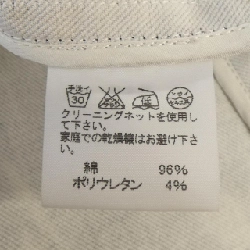 30
クリーニングネットを使用し
て下さい。
家庭での乾燥機はお避け下さ
い。
綿 96%
ポリウレタン 4%